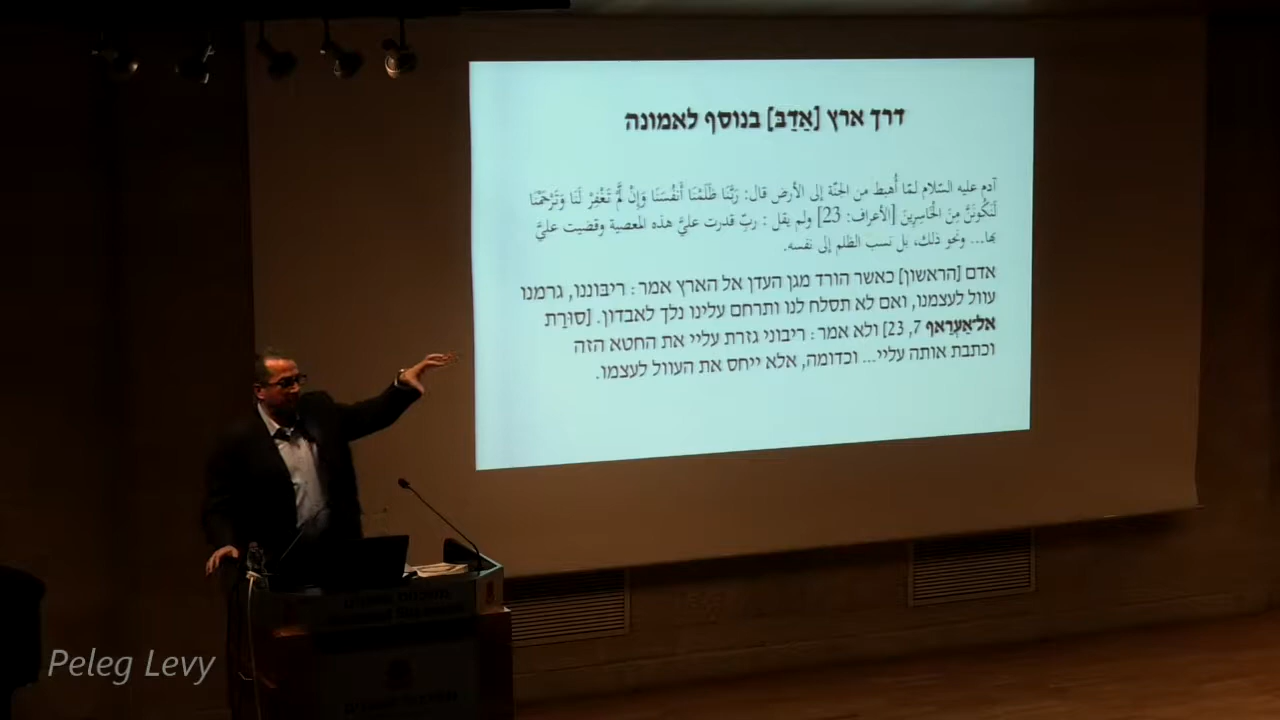 דרך ארץ [אַדַבּ] בנוסף לאמונה
آدم عليه السّلام لمّا أُهبط من الجنّة إلى الأرض قال: رَبَّنَا ظَلَمْنَا أَنْفُسَنَا وَإِنْ لَمْ تَغْفِرْ لَنَا وَتَرْحَمْنَا
لَنَكُونَنَّ مِنَ الْخَاسِرِينَ [الأعراف: 23] ولم يقل : ربّ قدرت عليَّ هذه المعصية وقضيت عليَّ
بها... ونحو ذلك، بل نسب الظلم إلى نفسه.
אדם [הראשון] כאשר הורד מגן העדן אל הארץ אמר: ריבּוננו, גרמנו
עוול לעצמנו, ואם לא תסלח לנו ותרחם עלינו נלך לאבדון. [סוּרַת
אל־אַעְרַאף 7, 23] ולא אמר: ריבוני גזרת עליי את החטא הזה
וכתבת אותה עליי... וכדומה, אלא ייחס את העוול לעצמו.
Peleg Levy